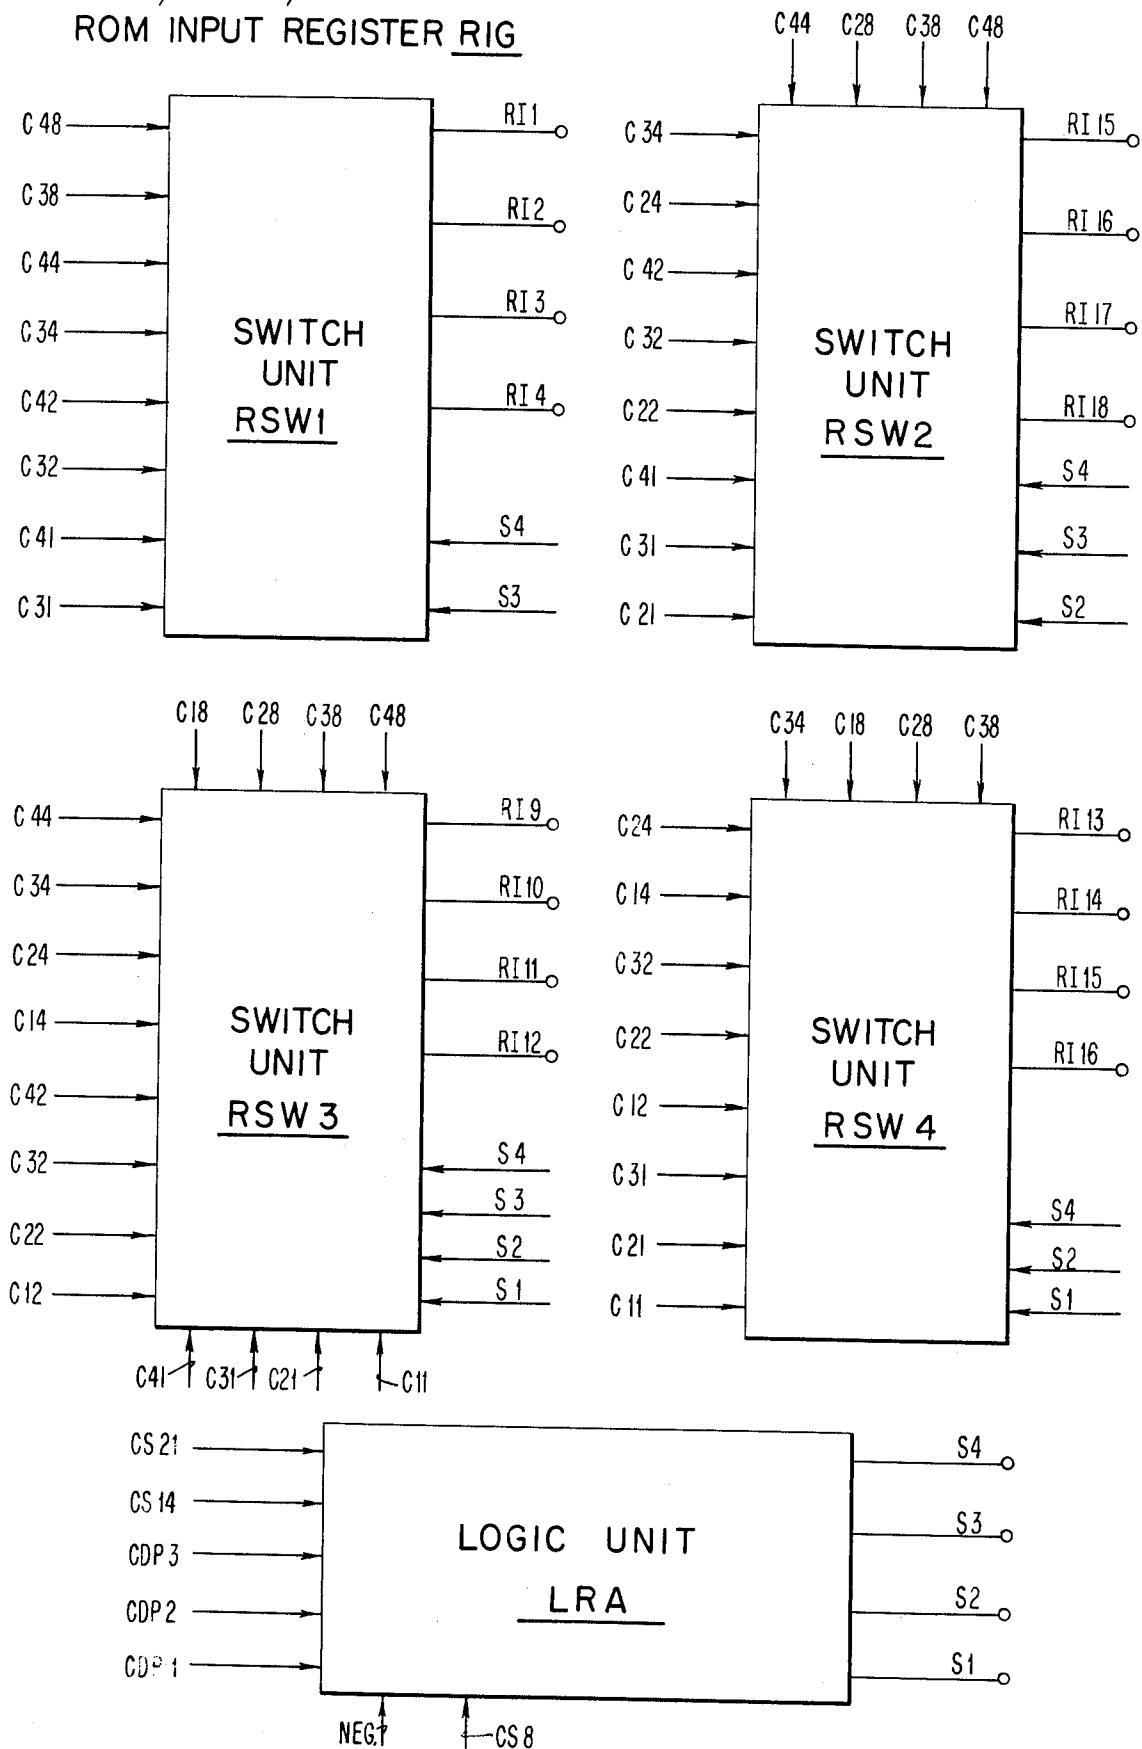 ROM INPUT REGISTER RIG
C48
C38
C44
C34
C42
C32
C41
C31
SWITCH
UNIT
RSW1
RI1
RI2
RI3
RI4
S4
S3
C44 C28 C38 C48
C34
C24
C42
C32
C22
C41
C31
C21
SWITCH
UNIT
RSW2
RI15
RI16
RI17
RI18
S4
S3
S2
C18 C28 C38 C48
C44
C34
C24
C14
C42
C32
C22
C12
SWITCH
UNIT
RSW3
RI9
RI10
RI11
RI12
S4
S3
S2
S1
C41 C31 C21 C11
C34 C18 C28 C38
C24
C14
C32
C22
C12
C31
C21
C11
SWITCH
UNIT
RSW4
RI13
RI14
RI15
RI16
S4
S2
S1
CS21
CS14
CDP3
CDP2
CDP1
LOGIC UNIT
LRA
S4
S3
S2
S1
NEG. CS8